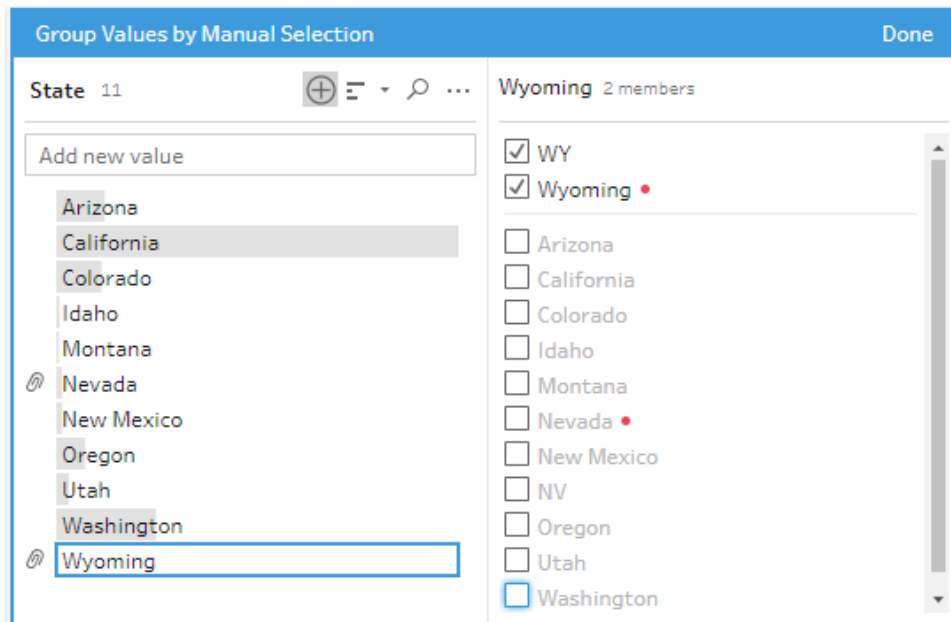 Group Values by Manual Selection Done
State 11
Add new value
Arizona
California
Colorado
Idaho
Montana
Nevada
New Mexico
Oregon
Utah
Washington
Wyoming
Wyoming 2 members
WY
Wyoming
Arizona
California
Colorado
Idaho
Montana
Nevada
New Mexico
NV
Oregon
Utah
Washington